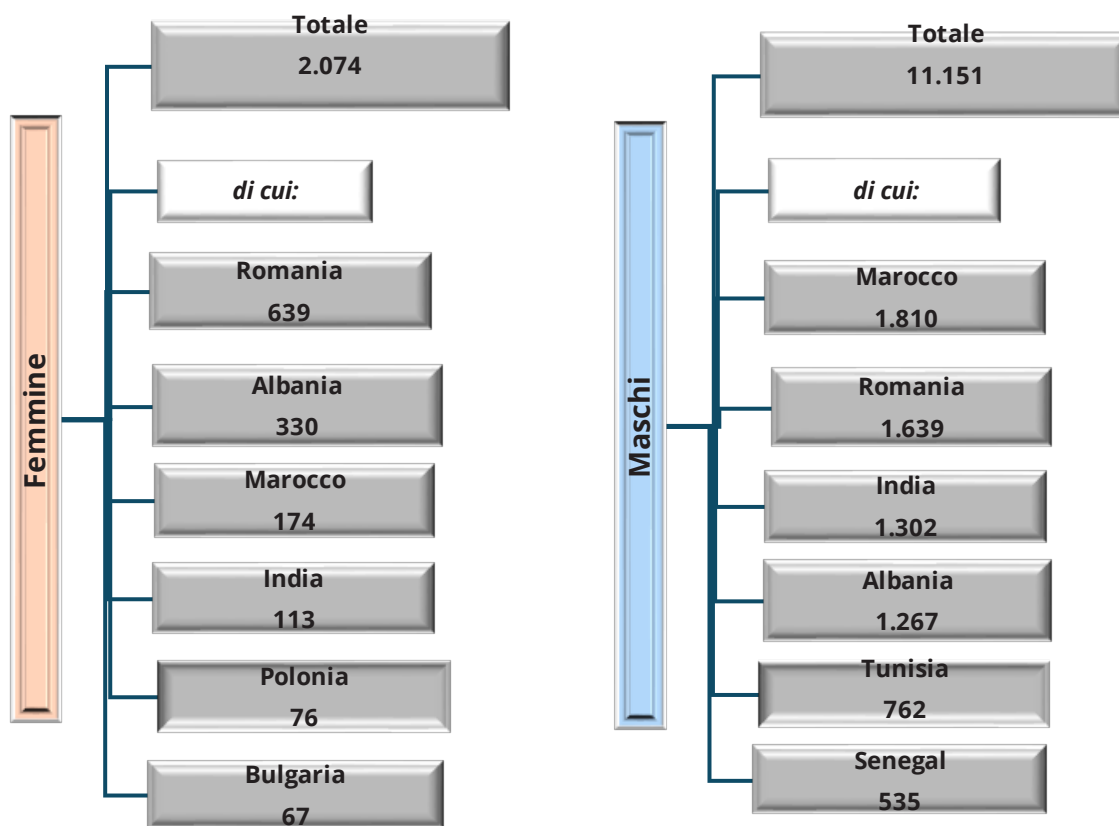 Femmine
Totale
2.074
di cui:
Romania
639
Albania
330
Marocco
174
India
113
Polonia
76
Bulgaria
67
Maschi
Totale
11.151
di cui:
Marocco
1.810
Romania
1.639
India
1.302
Albania
1.267
Tunisia
762
Senegal
535